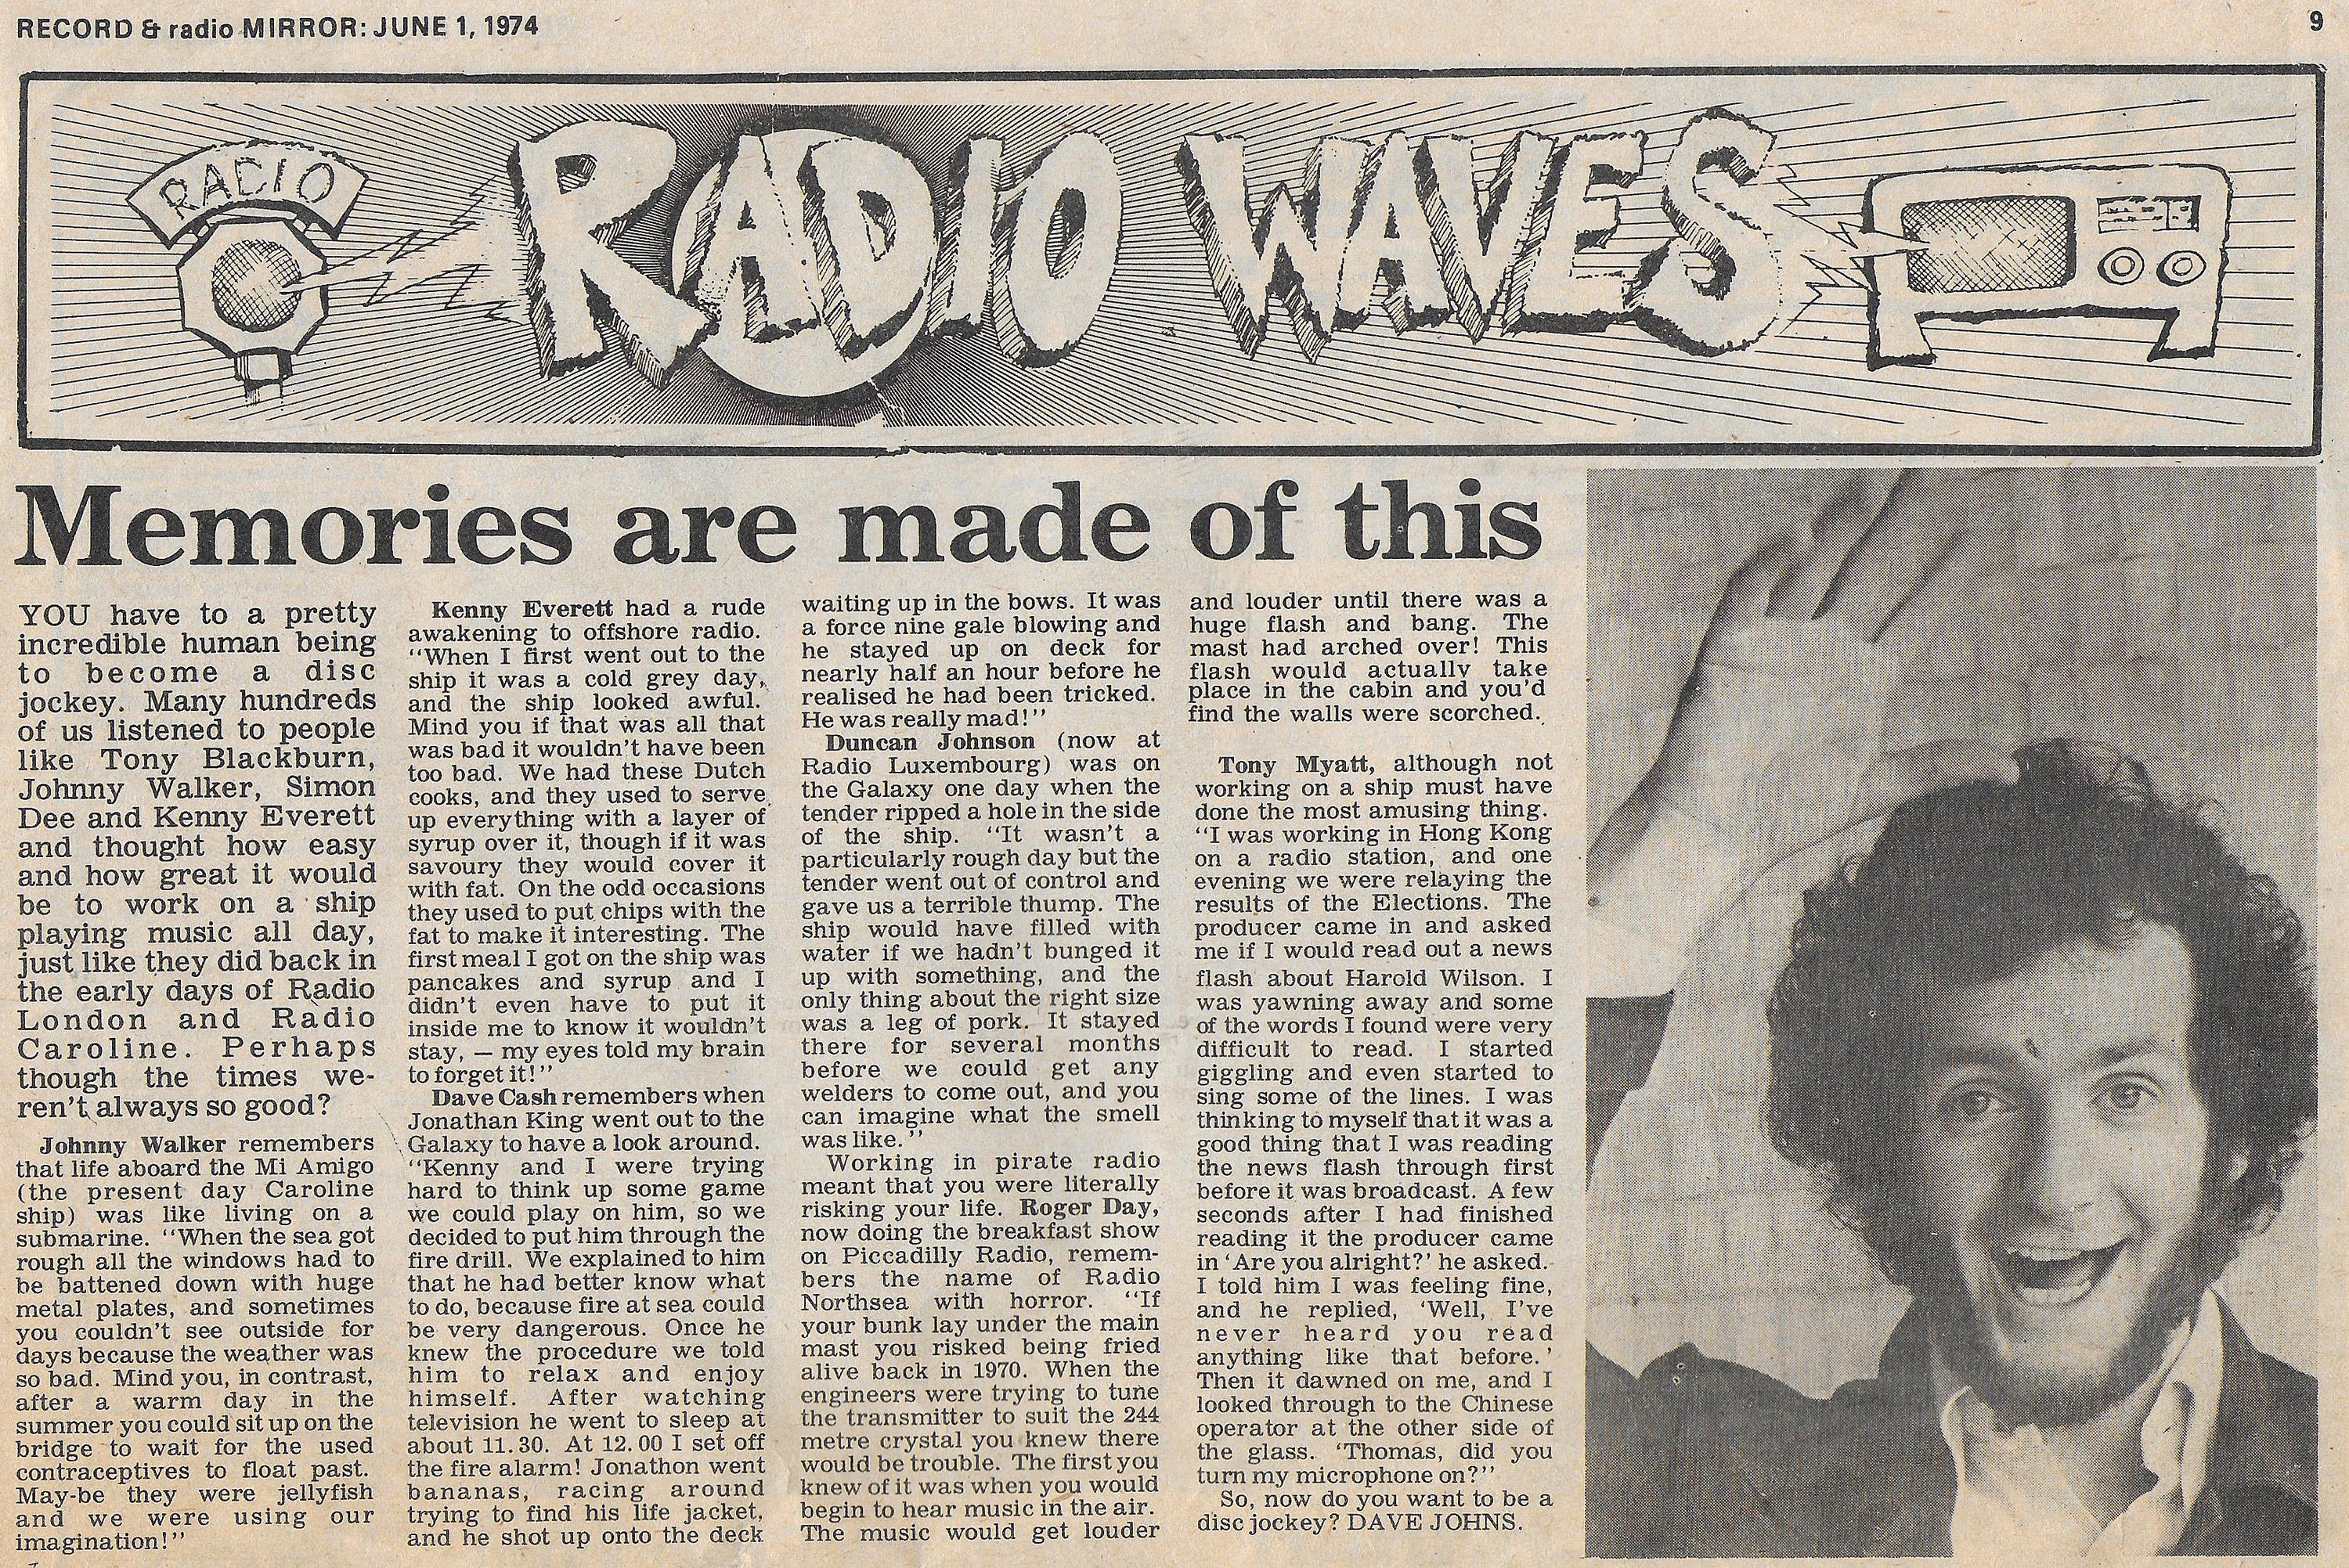 RECORD & radio MIRROR: JUNE 1, 1974
9
RADIO
RADIO WAVES
Memories are made of this
YOU have to a pretty
incredible human being
to become a disc
jockey. Many hundreds
of us listened to people
like Tony Blackburn,
Johnny Walker, Simon
Dee and Kenny Everett
and thought how easy
and how great it would
be to work on a ship
playing music all day,
just like they did back in
the early days of Radio
London and Radio
Caroline. Perhaps
though the times we-
ren't always so good?
Johnny Walker remembers
that life aboard the Mi Amigo
(the present day Caroline
ship) was like living on a
submarine. "When the sea got
rough all the windows had to
be battened down with huge
metal plates, and sometimes
you couldn't see outside for
days because the weather was
so bad. Mind you, in contrast,
after a warm day in the
summer you could sit up on the
bridge to wait for the used
contraceptives to float past.
May-be they were jellyfish
and we were using our
imagination!"
Kenny Everett had a rude
awakening to offshore radio.
"When I first went out to the
ship it was a cold grey day,
and the ship looked awful.
Mind you if that was all that
was bad it wouldn't have been
too bad. We had these Dutch
cooks, and they used to serve
up everything with a layer of
syrup over it, though if it was
savoury they would cover it
with fat. On the odd occasions
they used to put chips with the
fat to make it interesting. The
first meal I got on the ship was
pancakes and syrup and I
didn't even have to put it
inside me to know it wouldn't
stay, — my eyes told my brain
to forget it!"
Dave Cash remembers when
Jonathan King went out to the
Galaxy to have a look around.
"Kenny and I were trying
hard to think up some game
we could play on him, so we
decided to put him through the
fire drill. We explained to him
that he had better know what
to do, because fire at sea could
be very dangerous. Once he
knew the procedure we told
him to relax and enjoy
himself. After watching
television he went to sleep at
about 11.30. At 12.00 I set off
the fire alarm! Jonathon went
bananas, racing around
trying to find his life jacket,
and he shot up onto the deck
waiting up in the bows. It was
a force nine gale blowing and
he stayed up on deck for
nearly half an hour before he
realised he had been tricked.
He was really mad!"
Duncan Johnson (now at
Radio Luxembourg) was on
the Galaxy one day when the
tender ripped a hole in the side
of the ship. "It wasn't a
particularly rough day but the
tender went out of control and
gave us a terrible thump. The
ship would have filled with
water if we hadn't bunged it
up with something, and the
only thing about the right size
was a leg of pork. It stayed
there for several months
before we could get any
welders to come out, and you
can imagine what the smell
was like."
Working in pirate radio
meant that you were literally
risking your life. Roger Day,
now doing the breakfast show
on Piccadilly Radio, remem-
bers the name of Radio
Northsea with horror. "If
your bunk lay under the main
mast you risked being fried
alive back in 1970. When the
engineers were trying to tune
the transmitter to suit the 244
metre crystal you knew there
would be trouble. The first you
knew of it was when you would
begin to hear music in the air.
The music would get louder
and louder until there was a
huge flash and bang. The
mast had arched over! This
flash would actually take
place in the cabin and you'd
find the walls were scorched.
Tony Myatt, although not
working on a ship must have
done the most amusing thing.
"I was working in Hong Kong
on a radio station, and one
evening we were relaying the
results of the Elections. The
producer came in and asked
me if I would read out a news
flash about Harold Wilson. I
was yawning away and some
of the words I found were very
difficult to read. I started
giggling and even started to
sing some of the lines. I was
thinking to myself that it was a
good thing that I was reading
the news flash through first
before it was broadcast. A few
seconds after I had finished
reading it the producer came
in 'Are you alright?' he asked.
I told him I was feeling fine,
and he replied, 'Well, I've
never heard you read
anything like that before.'
Then it dawned on me, and I
looked through to the Chinese
operator at the other side of
the glass. 'Thomas, did you
turn my microphone on?"
So, now do you want to be a
disc jockey? DAVE JOHNS.